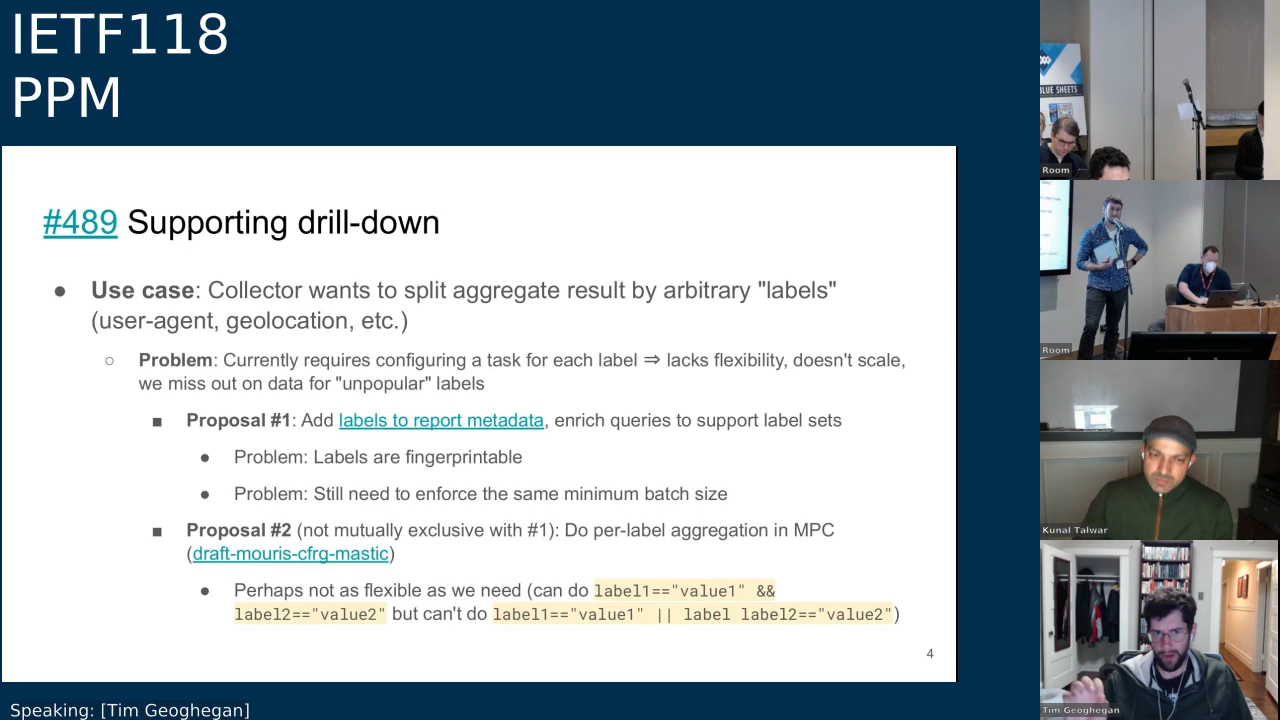 IETF118
PPM
#489 Supporting drill-down
● Use case: Collector wants to split aggregate result by arbitrary "labels"
(user-agent, geolocation, etc.)
○ Problem: Currently requires configuring a task for each label ⇒ lacks flexibility, doesn't scale,
we miss out on data for "unpopular" labels
■ Proposal #1: Add labels to report metadata, enrich queries to support label sets
● Problem: Labels are fingerprintable
● Problem: Still need to enforce the same minimum batch size
■ Proposal #2 (not mutually exclusive with #1): Do per-label aggregation in MPC
(draft-mouris-cfrg-mastic)
● Perhaps not as flexible as we need (can do label1=="value1" &&
label2=="value2" but can't do label1=="value1" || label label2=="value2")
4
Speaking: [Tim Geoghegan]
BLUE SHEETS
Room
Room
Kunal Talwar
Tim Geoghegan